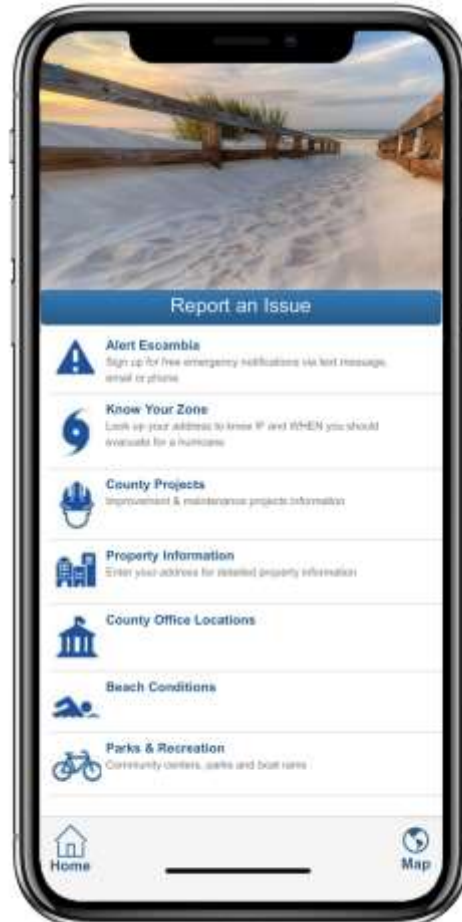 Report an Issue
Alert Escambia
Sign up for free emergency notifications via text message,
email or phone
Know Your Zone
Look up your address to know IF and WHEN you should
evacuate for a hurricane
County Projects
Improvement & maintenance projects information
Property Information
Enter your address for detailed property information
County Office Locations
Beach Conditions
Parks & Recreation
Community centers, parks and boat rams
Home
Map